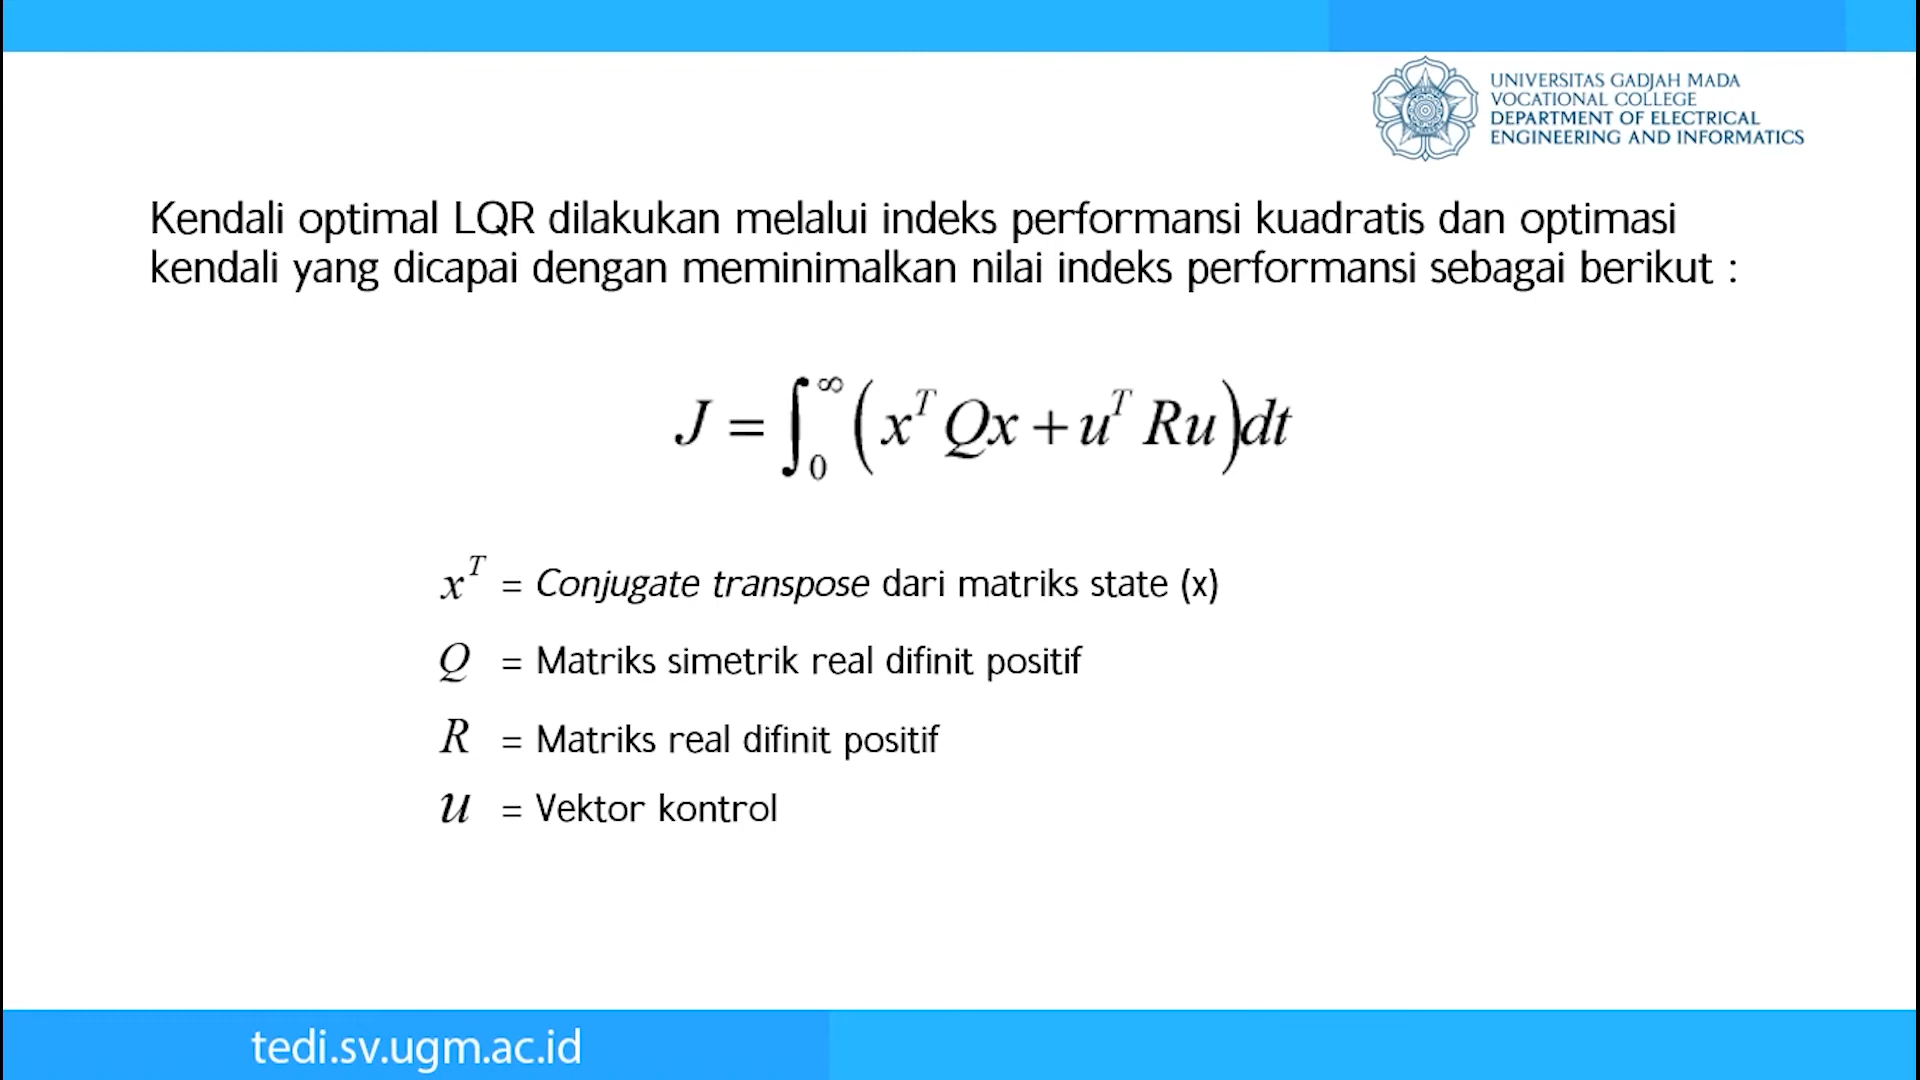 UNIVERSITAS GADJAH MADA
VOCATIONAL COLLEGE
DEPARTMENT OF ELECTRICAL
ENGINEERING AND INFORMATICS
Kendali optimal LQR dilakukan melalui indeks performansi kuadratis dan optimasi
kendali yang dicapai dengan meminimalkan nilai indeks performansi sebagai berikut :
J = ∫₀^∞ (x^T Qx + u^T Ru)dt
x^T = Conjugate transpose dari matriks state (x)
Q = Matriks simetrik real difinit positif
R = Matriks real difinit positif
u = Vektor kontrol
tedi.sv.ugm.ac.id